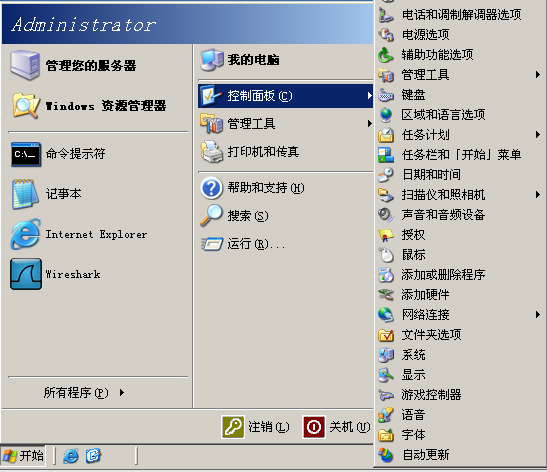 Administrator
管理您的服务器
Windows 资源管理器
命令提示符
记事本
Internet Explorer
Wireshark
所有程序(P)
我的电脑
控制面板(C)
管理工具
打印机和传真
帮助和支持(H)
搜索(S)
运行(R)...
注销(L)
关机(U)
开始
电话和调制解调器选项
电源选项
辅助功能选项
管理工具
键盘
区域和语言选项
任务计划
任务栏和「开始」菜单
日期和时间
扫描仪和照相机
声音和音频设备
授权
鼠标
添加或删除程序
添加硬件
网络连接
文件夹选项
系统
显示
游戏控制器
语音
字体
自动更新